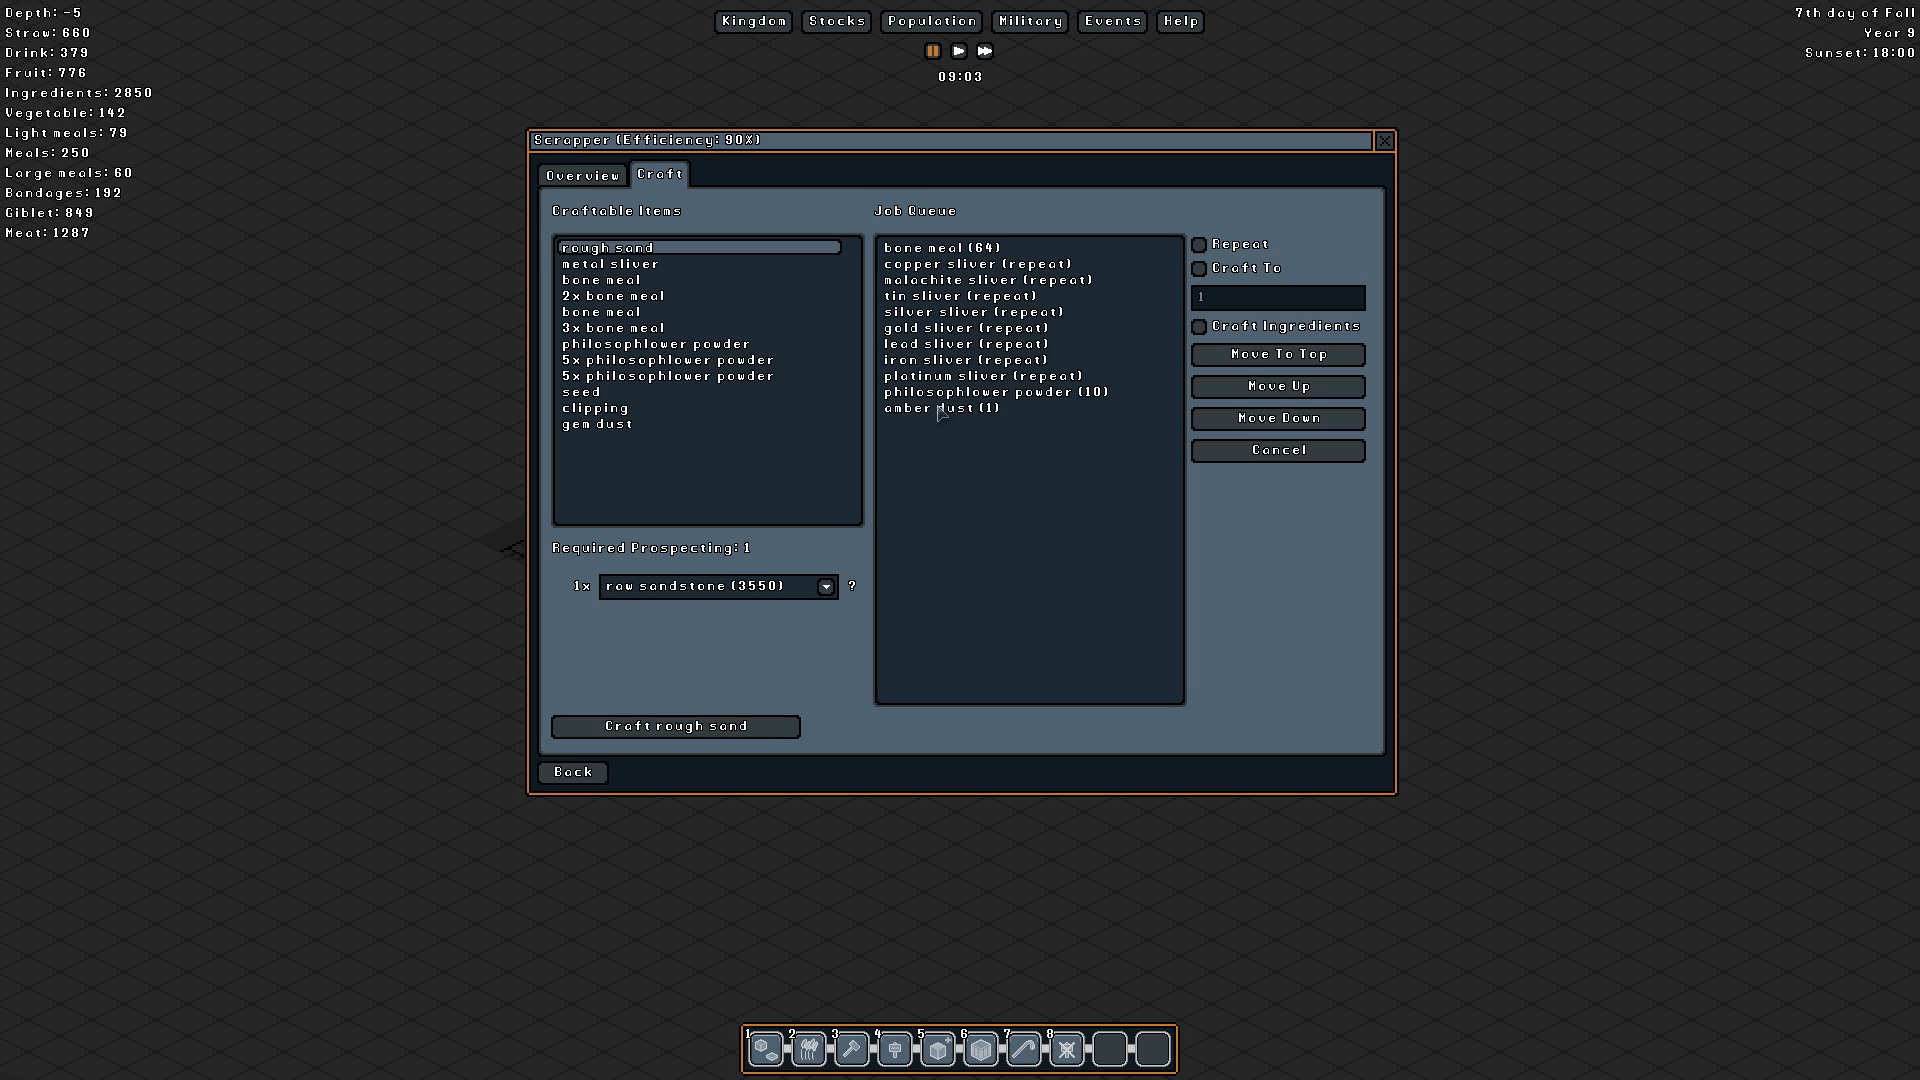 Depth: -5
Straw: 660
Drink: 379
Fruit: 776
Ingredients: 2850
Vegetable: 142
Light meals: 79
Meals: 250
Large meals: 60
Bandages: 192
Giblet: 849
Meat: 1287
Kingdom
Stocks
Population
Military
Events
Help
09:03
7th day of Fall
Year 9
Sunset: 18:00
Scrapper (Efficiency: 90%)
Overview
Craft
Craftable Items
rough sand
metal sliver
bone meal
2x bone meal
bone meal
3x bone meal
philosophlower powder
5x philosophlower powder
5x philosophlower powder
seed
clipping
gem dust
Required Prospecting: 1
1x
raw sandstone (3550)
?
Craft rough sand
Job Queue
bone meal (64)
copper sliver (repeat)
malachite sliver (repeat)
tin sliver (repeat)
silver sliver (repeat)
gold sliver (repeat)
lead sliver (repeat)
iron sliver (repeat)
platinum sliver (repeat)
philosophlower powder (10)
amber dust (1)
Repeat
Craft To
1
Craft Ingredients
Move To Top
Move Up
Move Down
Cancel
Back
1
2
3
4
5
6
7
8